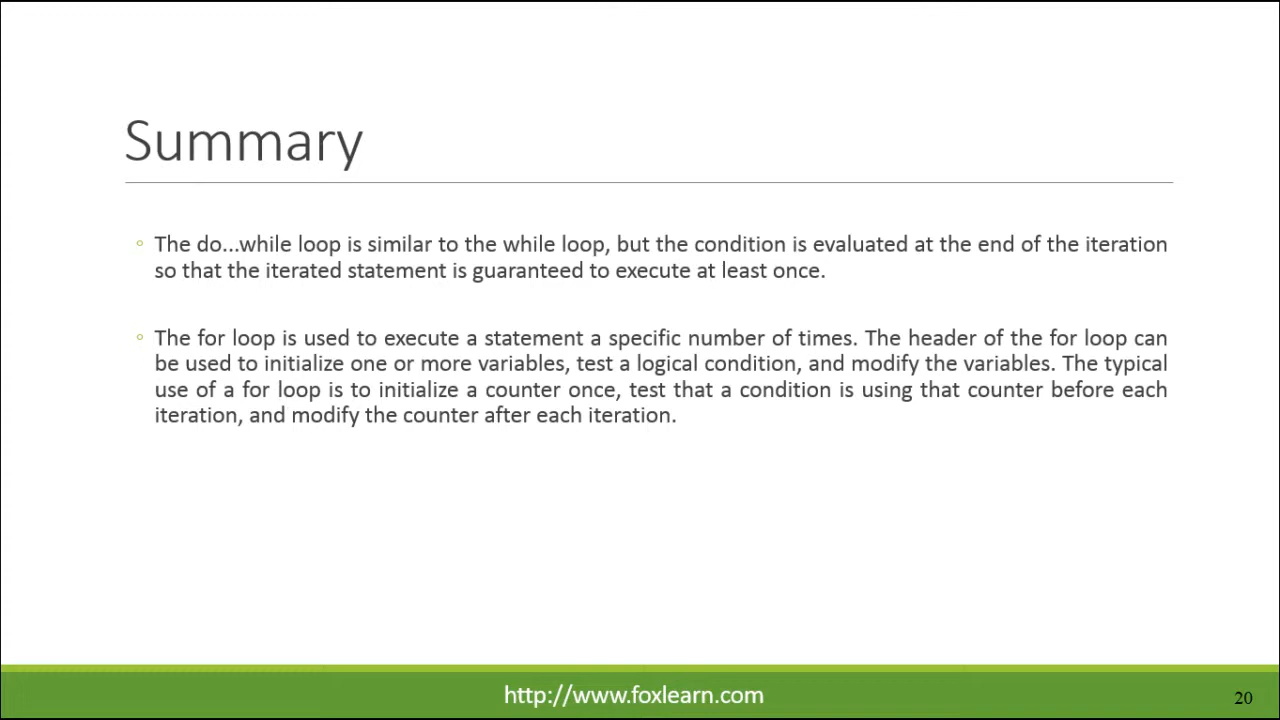 Summary
The do...while loop is similar to the while loop, but the condition is evaluated at the end of the iteration
so that the iterated statement is guaranteed to execute at least once.
The for loop is used to execute a statement a specific number of times. The header of the for loop can
be used to initialize one or more variables, test a logical condition, and modify the variables. The typical
use of a for loop is to initialize a counter once, test that a condition is using that counter before each
iteration, and modify the counter after each iteration.
http://www.foxlearn.com
20